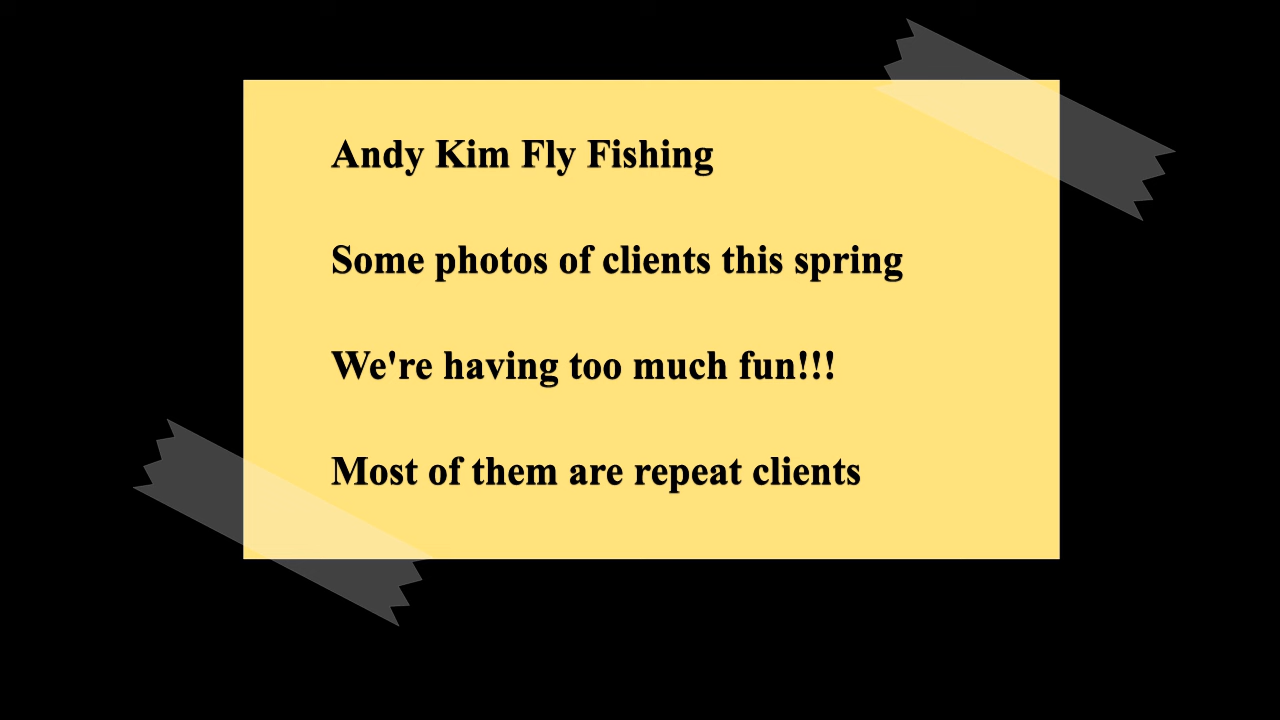 Andy Kim Fly Fishing
Some photos of clients this spring
We're having too much fun!!!
Most of them are repeat clients